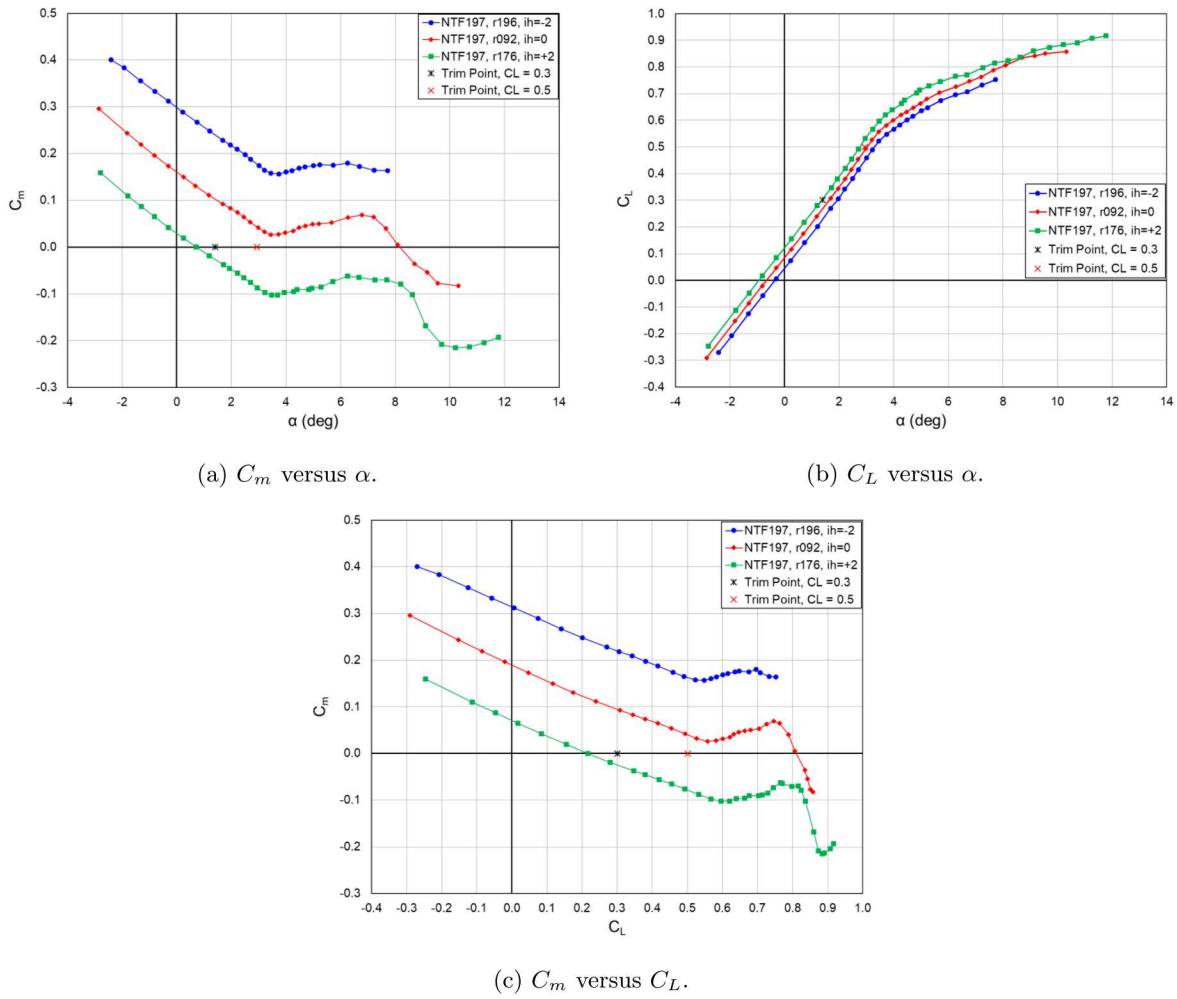 0.5
0.4
0.3
0.2
0.1
0.0
-0.1
-0.2
-0.3
Cm
-4 -2 0 2 4 6 8 10 12 14
α (deg)
NTF197, r196, ih=-2
NTF197, r092, ih=0
NTF197, r176, ih=+2
Trim Point, CL = 0.3
Trim Point, CL = 0.5
(a) Cm versus α.
1.0
0.9
0.8
0.7
0.6
0.5
0.4
0.3
0.2
0.1
0.0
-0.1
-0.2
-0.3
-0.4
CL
-4 -2 0 2 4 6 8 10 12 14
α (deg)
NTF197, r196, ih=-2
NTF197, r092, ih=0
NTF197, r176, ih=+2
Trim Point, CL = 0.3
Trim Point, CL = 0.5
(b) CL versus α.
0.5
0.4
0.3
0.2
0.1
0.0
-0.1
-0.2
-0.3
Cm
-0.4 -0.3 -0.2 -0.1 0.0 0.1 0.2 0.3 0.4 0.5 0.6 0.7 0.8 0.9 1.0
CL
NTF197, r196, ih=-2
NTF197, r092, ih=0
NTF197, r176, ih=+2
Trim Point, CL =0.3
Trim Point, CL = 0.5
(c) Cm versus CL.